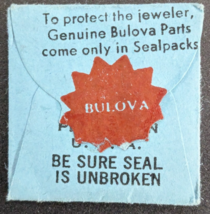 To protect the jeweler,
Genuine Bulova Parts
come only in Sealpacks
BULOVA
BE SURE SEAL
IS UNBROKEN